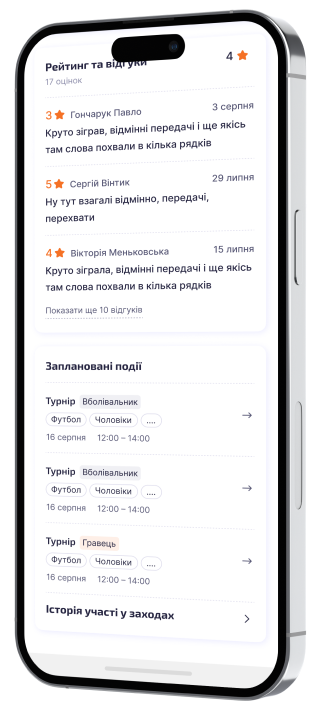 Рейтинг та відгуки 4
17 оцінок
3 Гончарук Павло 3 серпня
Круто зіграв, відмінні передачі і ще якісь
там слова похвали в кілька рядків
5 Сергій Вінтик 29 липня
Ну тут взагалі відмінно, передачі,
перехвати
4 Вікторія Меньковська 15 липня
Круто зіграла, відмінні передачі і ще якісь
там слова похвали в кілька рядків
Показати ще 10 відгуків
Заплановані події
Турнір Вболівальник
Футбол Чоловіки ....
16 серпня 12:00 – 14:00
Турнір Вболівальник
Футбол Чоловіки ....
16 серпня 12:00 – 14:00
Турнір Гравець
Футбол Чоловіки ....
16 серпня 12:00 – 14:00
Історія участі у заходах